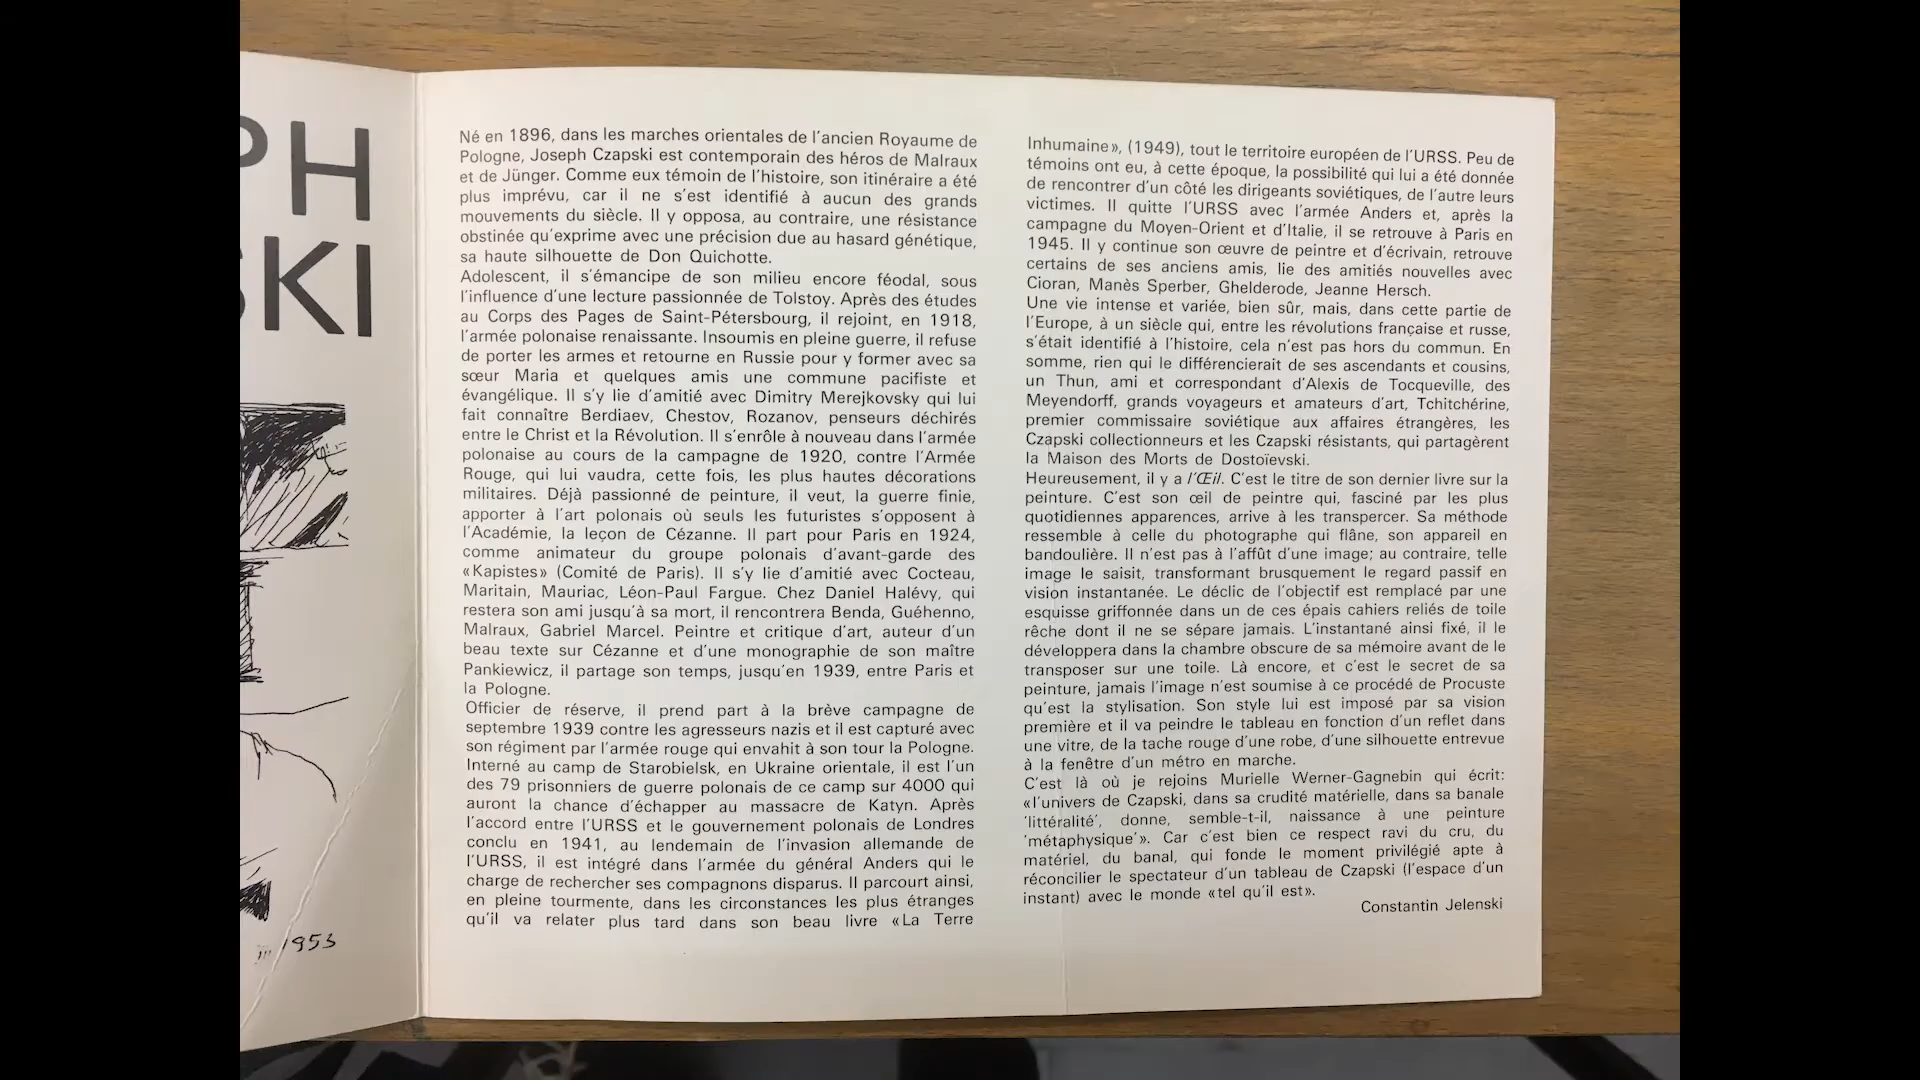 PH
SKI
1953
Né en 1896, dans les marches orientales de l'ancien Royaume de
Pologne, Joseph Czapski est contemporain des héros de Malraux
et de Jünger. Comme eux témoin de l'histoire, son itinéraire a été
plus imprévu, car il ne s'est identifié à aucun des grands
mouvements du siècle. Il y opposa, au contraire, une résistance
obstinée qu'exprime avec une précision due au hasard génétique,
sa haute silhouette de Don Quichotte.
Adolescent, il s'émancipe de son milieu encore féodal, sous
l'influence d'une lecture passionnée de Tolstoy. Après des études
au Corps des Pages de Saint-Pétersbourg, il rejoint, en 1918,
l'armée polonaise renaissante. Insoumis en pleine guerre, il refuse
de porter les armes et retourne en Russie pour y former avec sa
sœur Maria et quelques amis une commune pacifiste et
évangélique. Il s'y lie d'amitié avec Dimitry Merejkovsky qui lui
fait connaître Berdiaev, Chestov, Rozanov, penseurs déchirés
entre le Christ et la Révolution. Il s'enrôle à nouveau dans l'armée
polonaise au cours de la campagne de 1920, contre l'Armée
Rouge, qui lui vaudra, cette fois, les plus hautes décorations
militaires. Déjà passionné de peinture, il veut, la guerre finie,
apporter à l'art polonais où seuls les futuristes s'opposent à
l'Académie, la leçon de Cézanne. Il part pour Paris en 1924,
comme animateur du groupe polonais d'avant-garde des
«Kapistes» (Comité de Paris). Il s'y lie d'amitié avec Cocteau,
Maritain, Mauriac, Léon-Paul Fargue. Chez Daniel Halévy, qui
restera son ami jusqu'à sa mort, il rencontrera Benda, Guéhenno,
Malraux, Gabriel Marcel. Peintre et critique d'art, auteur d'un
beau texte sur Cézanne et d'une monographie de son maître
Pankiewicz, il partage son temps, jusqu'en 1939, entre Paris et
la Pologne.
Officier de réserve, il prend part à la brève campagne de
septembre 1939 contre les agresseurs nazis et il est capturé avec
son régiment par l'armée rouge qui envahit à son tour la Pologne.
Interné au camp de Starobielsk, en Ukraine orientale, il est l'un
des 79 prisonniers de guerre polonais de ce camp sur 4000 qui
auront la chance d'échapper au massacre de Katyn. Après
l'accord entre l'URSS et le gouvernement polonais de Londres
conclu en 1941, au lendemain de l'invasion allemande de
l'URSS, il est intégré dans l'armée du général Anders qui le
charge de rechercher ses compagnons disparus. Il parcourt ainsi,
en pleine tourmente, dans les circonstances les plus étranges
qu'il va relater plus tard dans son beau livre «La Terre
Inhumaine», (1949), tout le territoire européen de l'URSS. Peu de
témoins ont eu, à cette époque, la possibilité qui lui a été donnée
de rencontrer d'un côté les dirigeants soviétiques, de l'autre leurs
victimes. Il quitte l'URSS avec l'armée Anders et, après la
campagne du Moyen-Orient et d'Italie, il se retrouve à Paris en
1945. Il y continue son œuvre de peintre et d'écrivain, retrouve
certains de ses anciens amis, lie des amitiés nouvelles avec
Cioran, Manès Sperber, Ghelderode, Jeanne Hersch.
Une vie intense et variée, bien sûr, mais, dans cette partie de
l'Europe, à un siècle qui, entre les révolutions française et russe,
s'était identifié à l'histoire, cela n'est pas hors du commun. En
somme, rien qui le différencierait de ses ascendants et cousins,
un Thun, ami et correspondant d'Alexis de Tocqueville, des
Meyendorff, grands voyageurs et amateurs d'art, Tchitchérine,
premier commissaire soviétique aux affaires étrangères, les
Czapski collectionneurs et les Czapski résistants, qui partagèrent
la Maison des Morts de Dostoïevski.
Heureusement, il y a l'Œil. C'est le titre de son dernier livre sur la
peinture. C'est son œil de peintre qui, fasciné par les plus
quotidiennes apparences, arrive à les transpercer. Sa méthode
ressemble à celle du photographe qui flâne, son appareil en
bandoulière. Il n'est pas à l'affût d'une image; au contraire, telle
image le saisit, transformant brusquement le regard passif en
vision instantanée. Le déclic de l'objectif est remplacé par une
esquisse griffonnée dans un de ces épais cahiers reliés de toile
rêche dont il ne se sépare jamais. L'instantané ainsi fixé, il le
développera dans la chambre obscure de sa mémoire avant de le
transposer sur une toile. Là encore, et c'est le secret de sa
peinture, jamais l'image n'est soumise à ce procédé de Procuste
qu'est la stylisation. Son style lui est imposé par sa vision
première et il va peindre le tableau en fonction d'un reflet dans
une vitre, de la tache rouge d'une robe, d'une silhouette entrevue
à la fenêtre d'un métro en marche.
C'est là où je rejoins Murielle Werner-Gagnebin qui écrit:
«l'univers de Czapski, dans sa crudité matérielle, dans sa banale
'littéralité', donne, semble-t-il, naissance à une peinture
'métaphysique'». Car c'est bien ce respect ravi du cru, du
matériel, du banal, qui fonde le moment privilégié apte à
réconcilier le spectateur d'un tableau de Czapski (l'espace d'un
instant) avec le monde «tel qu'il est».
Constantin Jelenski